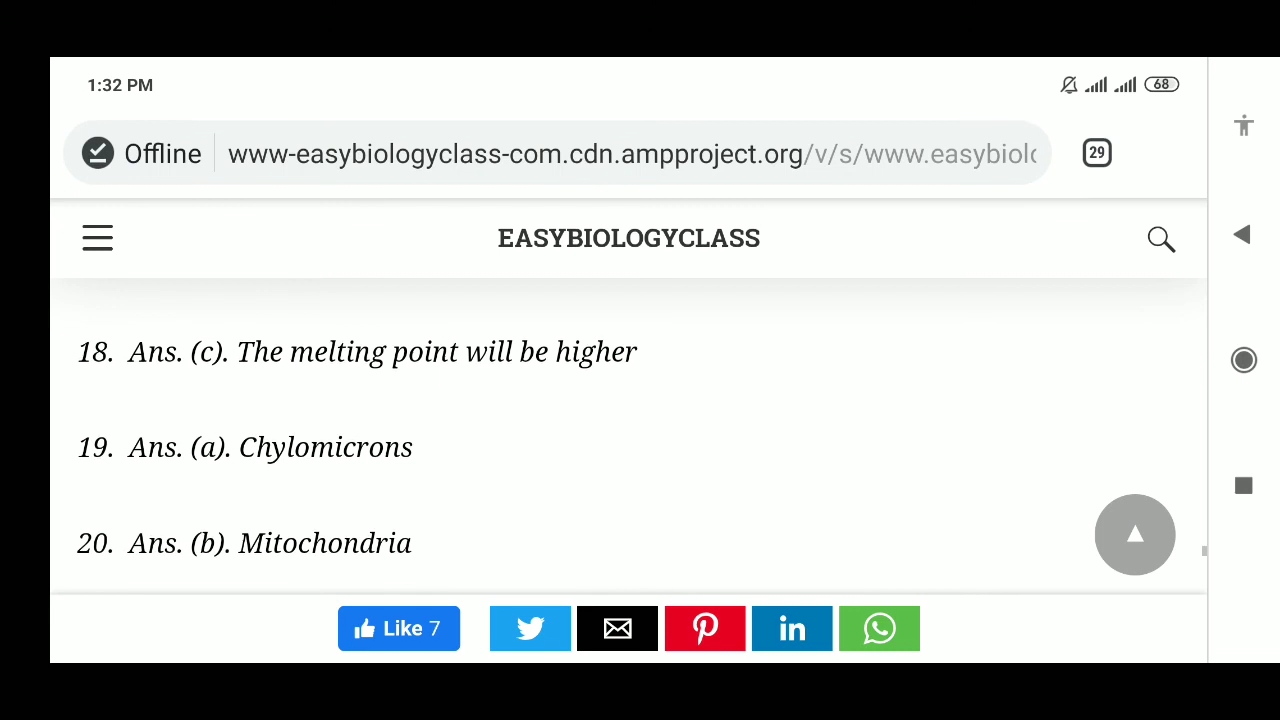 1:32 PM
68
Offline www-easybiologyclass-com.cdn.ampproject.org/v/s/www.easybiolo
29
EASYBIOLOGYCLASS
18. Ans. (c). The melting point will be higher
19. Ans. (a). Chylomicrons
20. Ans. (b). Mitochondria
Like 7